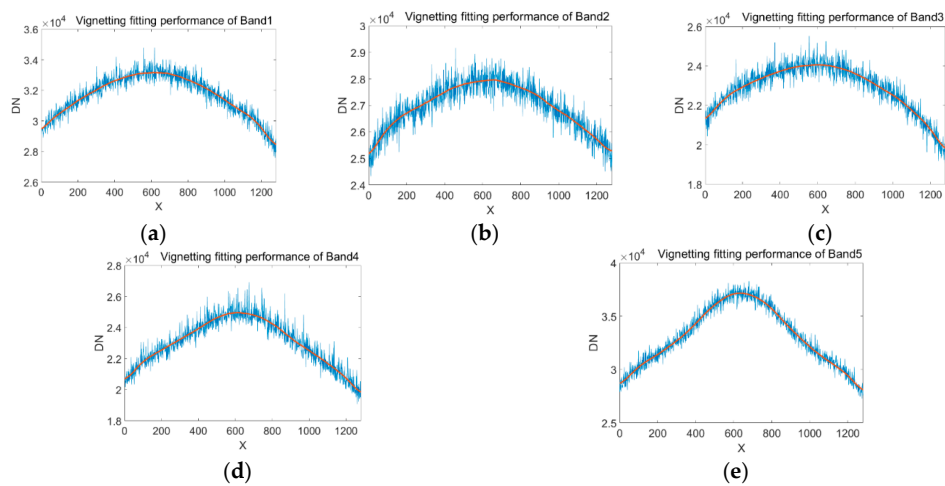 Vignetting fitting performance of Band1
×10⁴
3.6
3.4
3.2
3
2.8
2.6
DN
0 200 400 600 800 1000 1200
X
(a)
Vignetting fitting performance of Band2
×10⁴
3
2.9
2.8
2.7
2.6
2.5
2.4
DN
0 200 400 600 800 1000 1200
X
(b)
Vignetting fitting performance of Band3
×10⁴
2.6
2.4
2.2
2
1.8
DN
0 200 400 600 800 1000 1200
X
(c)
Vignetting fitting performance of Band4
×10⁴
2.8
2.6
2.4
2.2
2
1.8
DN
0 200 400 600 800 1000 1200
X
(d)
Vignetting fitting performance of Band5
×10⁴
4
3.5
3
2.5
DN
0 200 400 600 800 1000 1200
X
(e)